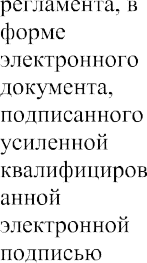 регламента, в
форме
электронного
документа,
подписанного
усиленной
квалифициров
анной
электронной
подписью